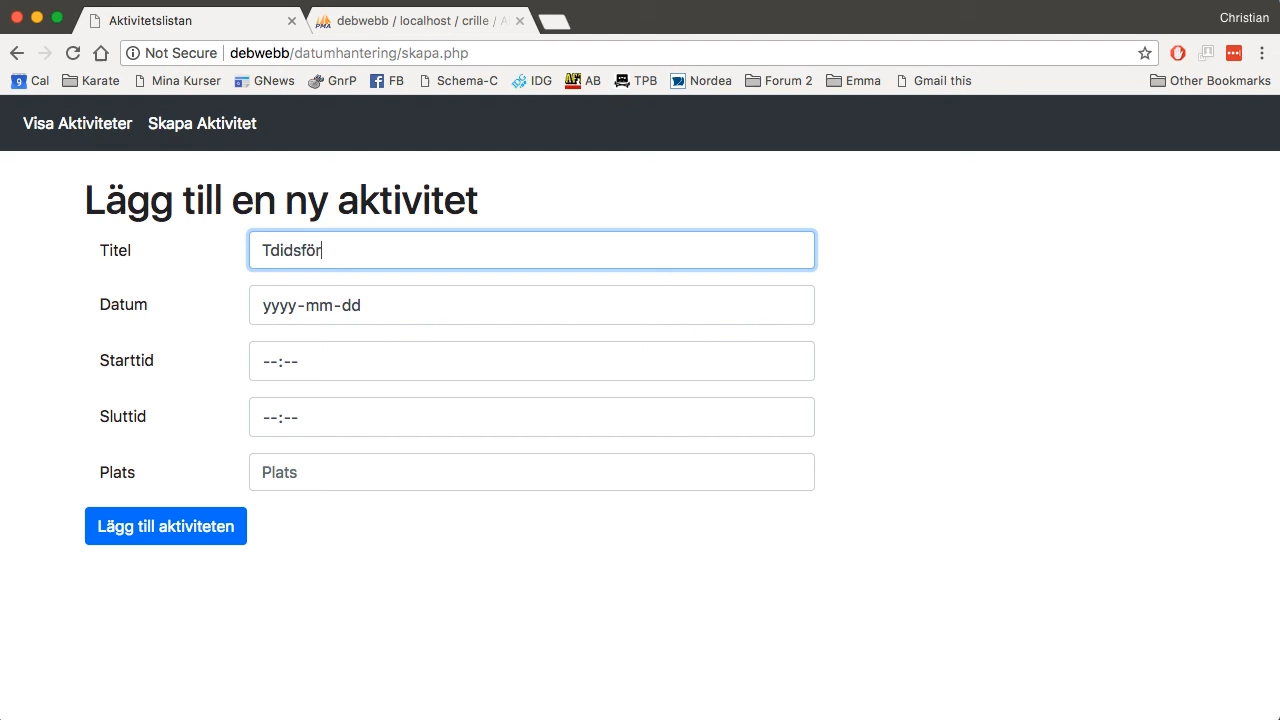 Aktivitetslistan
debwebb / localhost / crille /
Christian
Not Secure debwebb/datumhantering/skapa.php
9 Cal Karate Mina Kurser GNews GnrP FB Schema-C IDG AB TPB Nordea Forum 2 Emma Gmail this Other Bookmarks
Visa Aktiviteter Skapa Aktivitet
Lägg till en ny aktivitet
Titel Tdidsför
Datum yyyy-mm-dd
Starttid --:--
Sluttid --:--
Plats Plats
Lägg till aktiviteten